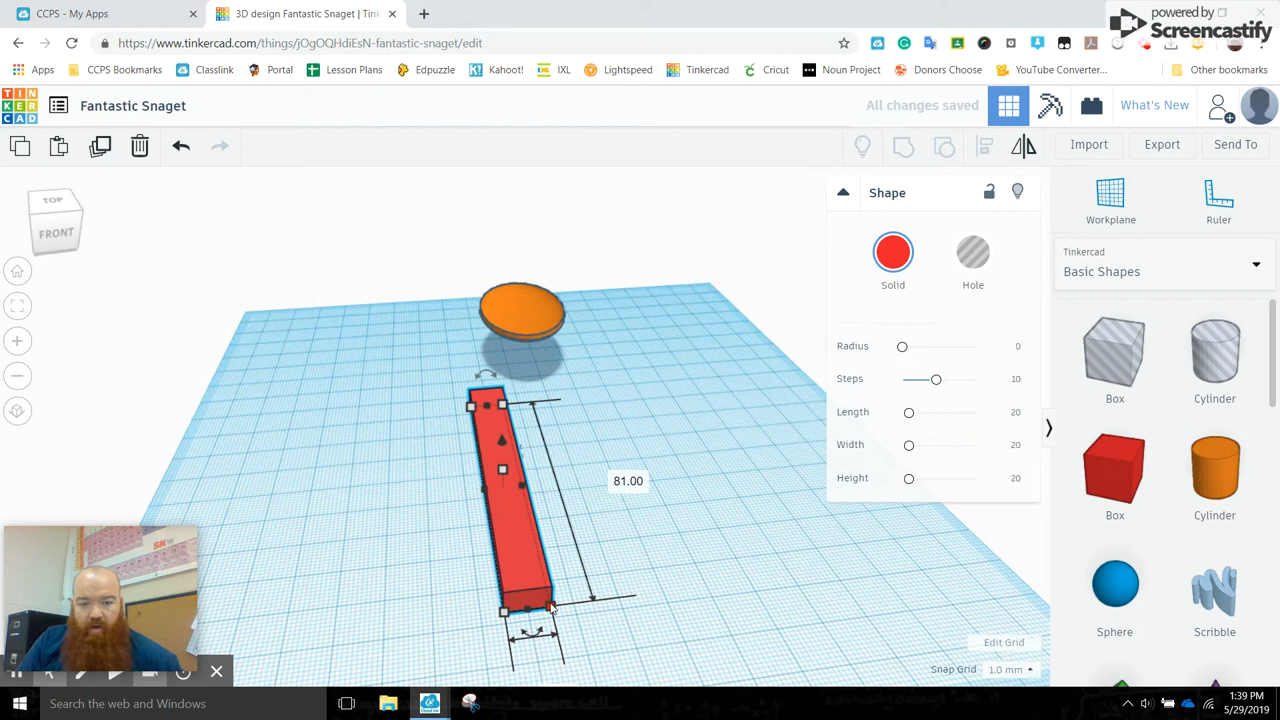 CCPS - My Apps
3D design Fantastic Snaget | Tink
powered by
Screencastify
https://www.tinkercad.com/things/jOgOQHdiEsN-fantastic-snaget/edit
Apps
CCPS Bookmarks
Classlink
Portal
Lesson Plans
Edpuzzle
Kahoot!
IXL
Lightspeed
Tinkercad
Cricut
Noun Project
Donors Choose
YouTube Converter...
Other bookmarks
TIN
KER
CAD
Fantastic Snaget
All changes saved
What's New
Import
Export
Send To
TOP
FRONT
Shape
Solid
Hole
Radius 0
Steps 10
Length 20
Width 20
Height 20
Workplane
Ruler
Tinkercad
Basic Shapes
Box
Cylinder
Box
Cylinder
Sphere
Scribble
81.00
Edit Grid
Snap Grid 1.0 mm
Search the web and Windows
1:39 PM
5/29/2019